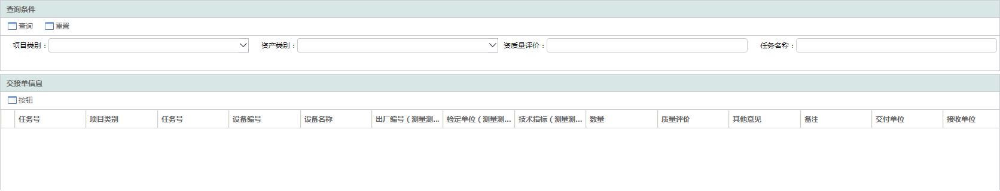 查询条件
查询 重置
项目类别： 资产类别： 资质量评价： 任务名称：
交接单信息
按钮
任务号 项目类别 任务号 设备编号 设备名称 出厂编号（测量测... 检定单位（测量测... 技术指标（测量测... 数量 质量评价 其他意见 备注 交付单位 接收单位